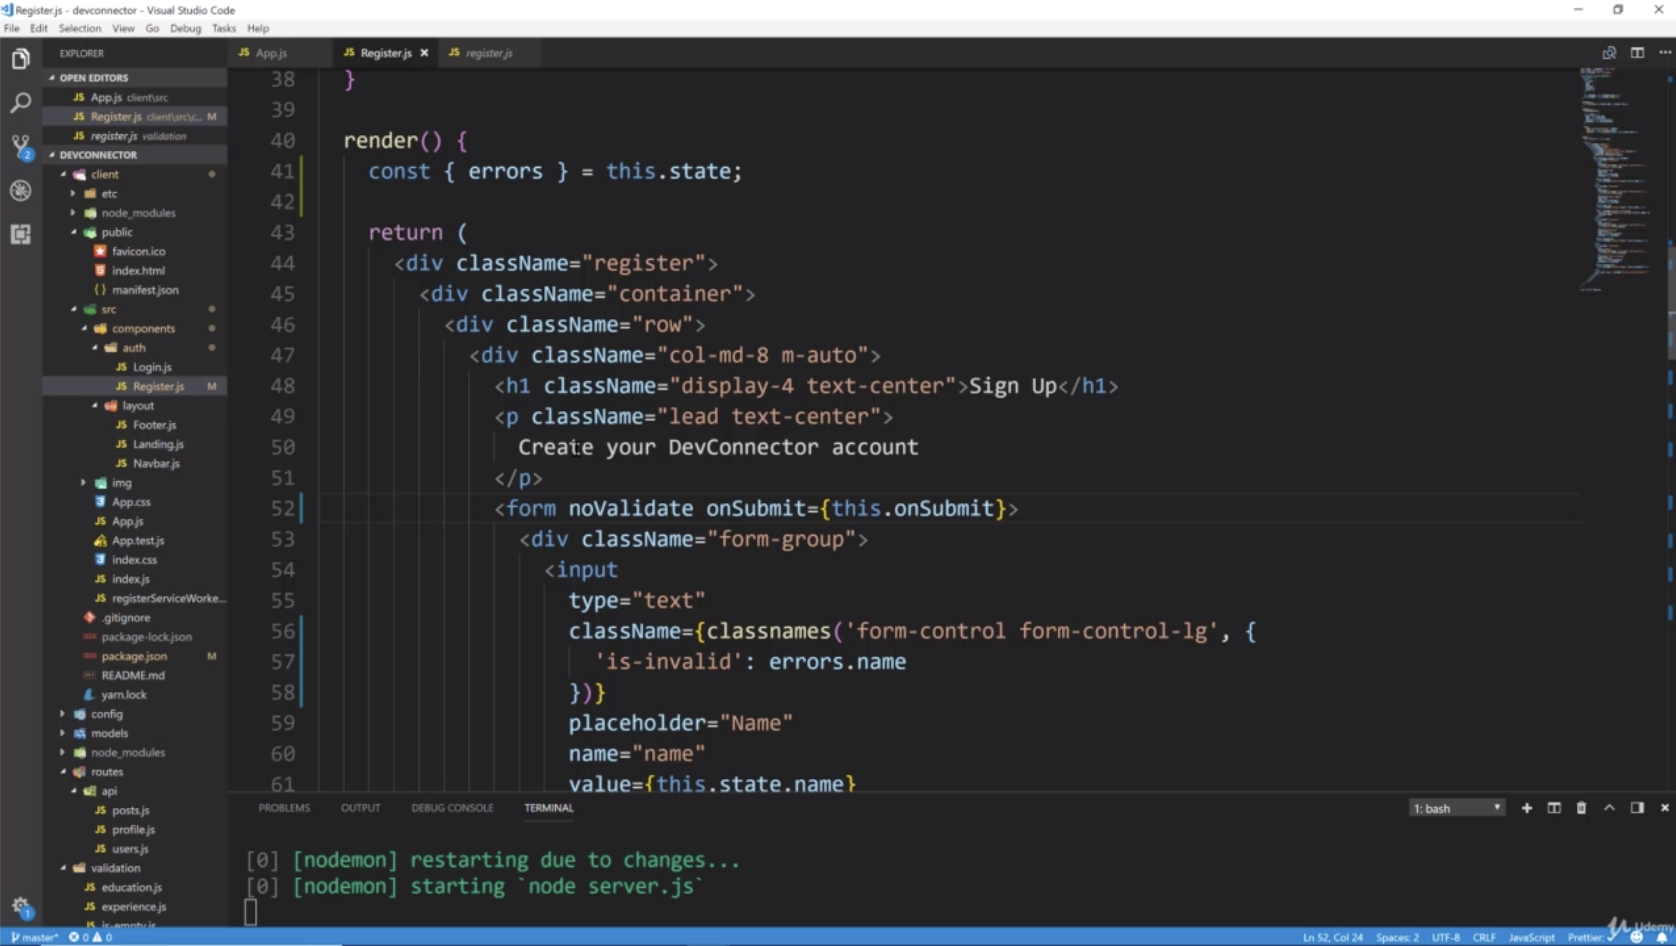 Register.js - devconnector - Visual Studio Code
File Edit Selection View Go Debug Tasks Help
EXPLORER
JS App.js
JS Register.js
JS register.js
OPEN EDITORS
JS App.js client\src
JS Register.js client\src\c... M
JS register.js validation
DEVCONNECTOR
client
etc
node_modules
public
favicon.ico
index.html
manifest.json
src
components
auth
JS Login.js
JS Register.js M
layout
JS Footer.js
JS Landing.js
JS Navbar.js
img
App.css
JS App.js
App.test.js
index.css
JS index.js
JS registerServiceWorke...
.gitignore
package-lock.json
package.json M
README.md
yarn.lock
config
models
node_modules
routes
api
JS posts.js
JS profile.js
JS users.js
validation
JS education.js
JS experience.js
JS is-empty.js
38 }
39
40 render() {
41 const { errors } = this.state;
42
43 return (
44 <div className="register">
45 <div className="container">
46 <div className="row">
47 <div className="col-md-8 m-auto">
48 <h1 className="display-4 text-center">Sign Up</h1>
49 <p className="lead text-center">
50 Create your DevConnector account
51 </p>
52 <form noValidate onSubmit={this.onSubmit}>
53 <div className="form-group">
54 <input
55 type="text"
56 className={classnames('form-control form-control-lg', {
57 'is-invalid': errors.name
58 })}
59 placeholder="Name"
60 name="name"
61 value={this.state.name}
PROBLEMS OUTPUT DEBUG CONSOLE TERMINAL
1: bash
[0] [nodemon] restarting due to changes...
[0] [nodemon] starting `node server.js`
2
1
master* 0 0
Ln 52, Col 24 Spaces: 2 UTF-8 CRLF JavaScript Prettier:
Udemy